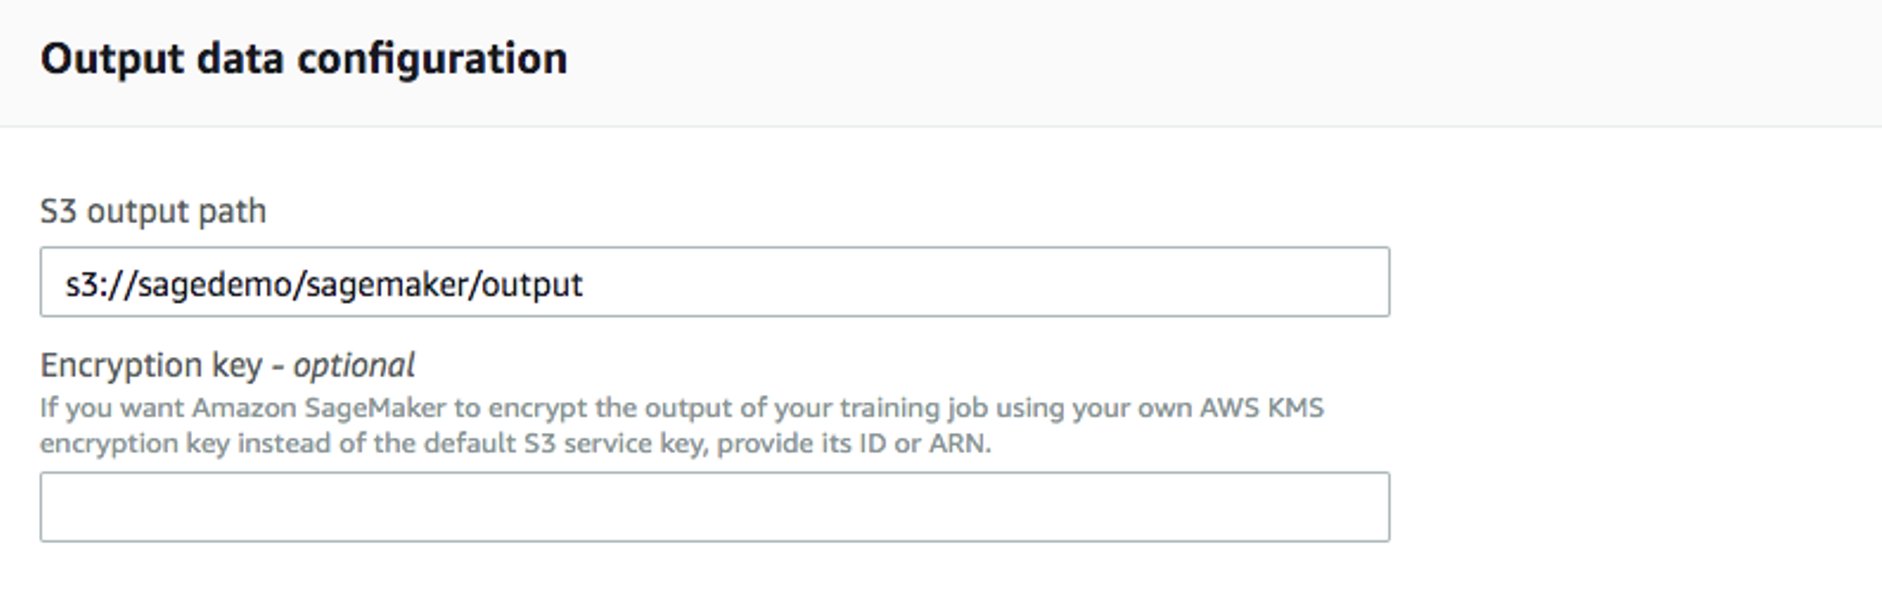 Output data configuration
S3 output path
s3://sagedemo/sagemaker/output
Encryption key - optional
If you want Amazon SageMaker to encrypt the output of your training job using your own AWS KMS
encryption key instead of the default S3 service key, provide its ID or ARN.